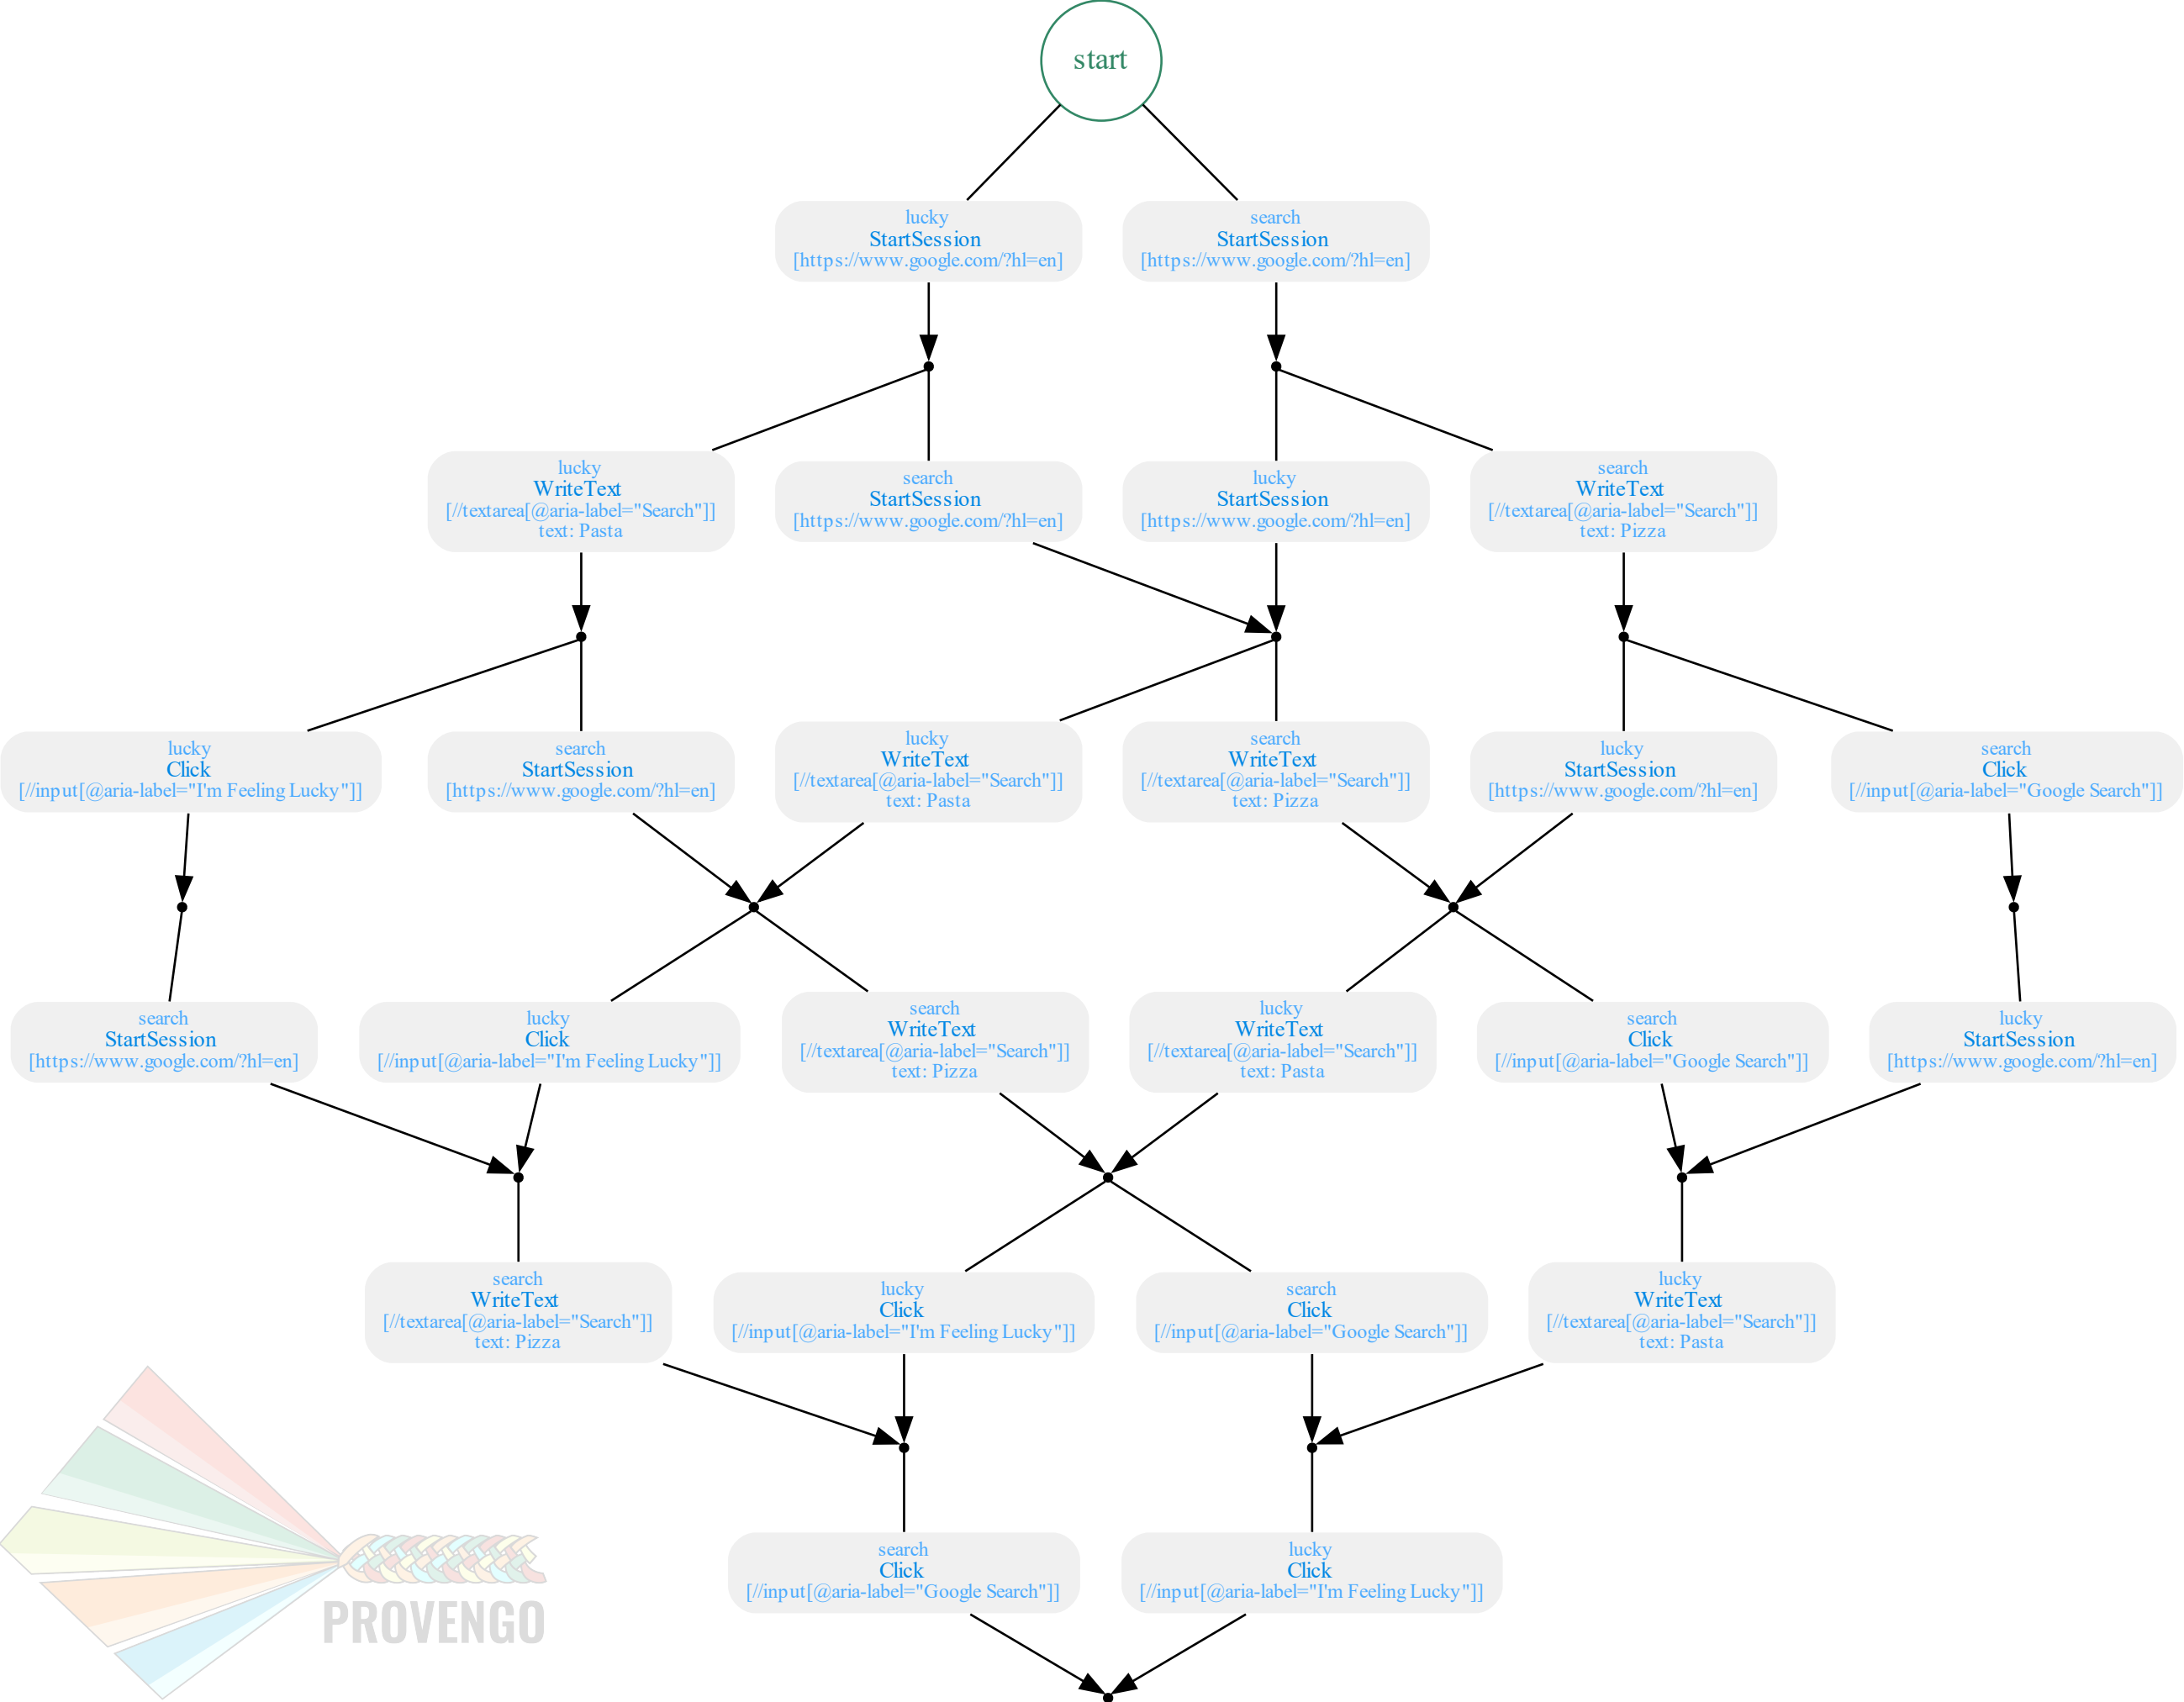 start
lucky
StartSession
[https://www.google.com/?hl=en]
search
StartSession
[https://www.google.com/?hl=en]
lucky
WriteText
[//textarea[@aria-label="Search"]]
text: Pasta
search
StartSession
[https://www.google.com/?hl=en]
lucky
StartSession
[https://www.google.com/?hl=en]
search
WriteText
[//textarea[@aria-label="Search"]]
text: Pizza
lucky
Click
[//input[@aria-label="I'm Feeling Lucky"]]
search
StartSession
[https://www.google.com/?hl=en]
lucky
WriteText
[//textarea[@aria-label="Search"]]
text: Pasta
search
WriteText
[//textarea[@aria-label="Search"]]
text: Pizza
lucky
StartSession
[https://www.google.com/?hl=en]
search
Click
[//input[@aria-label="Google Search"]]
search
StartSession
[https://www.google.com/?hl=en]
lucky
Click
[//input[@aria-label="I'm Feeling Lucky"]]
search
WriteText
[//textarea[@aria-label="Search"]]
text: Pizza
lucky
WriteText
[//textarea[@aria-label="Search"]]
text: Pasta
search
Click
[//input[@aria-label="Google Search"]]
lucky
StartSession
[https://www.google.com/?hl=en]
search
WriteText
[//textarea[@aria-label="Search"]]
text: Pizza
lucky
Click
[//input[@aria-label="I'm Feeling Lucky"]]
search
Click
[//input[@aria-label="Google Search"]]
lucky
WriteText
[//textarea[@aria-label="Search"]]
text: Pasta
search
Click
[//input[@aria-label="Google Search"]]
lucky
Click
[//input[@aria-label="I'm Feeling Lucky"]]
PROVENGO